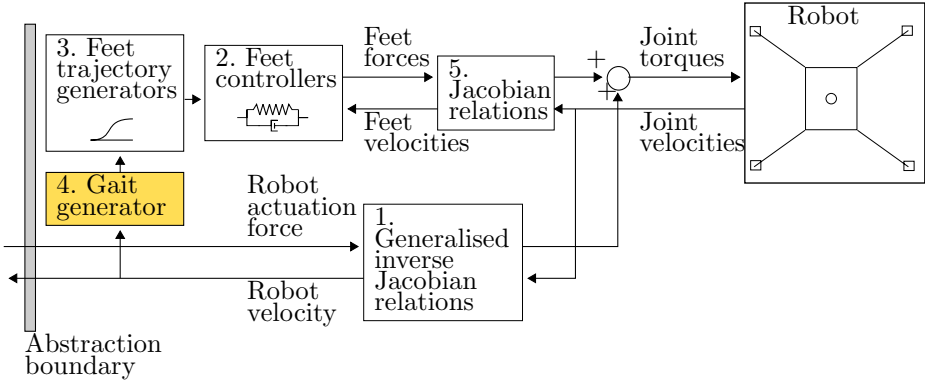 Robot
3. Feet
trajectory
generators
2. Feet
controllers
Feet
forces
5.
Jacobian
relations
+
+
Joint
torques
Feet
velocities
Joint
velocities
4. Gait
generator
Robot
actuation
force
1.
Generalised
inverse
Jacobian
relations
Robot
velocity
Abstraction
boundary